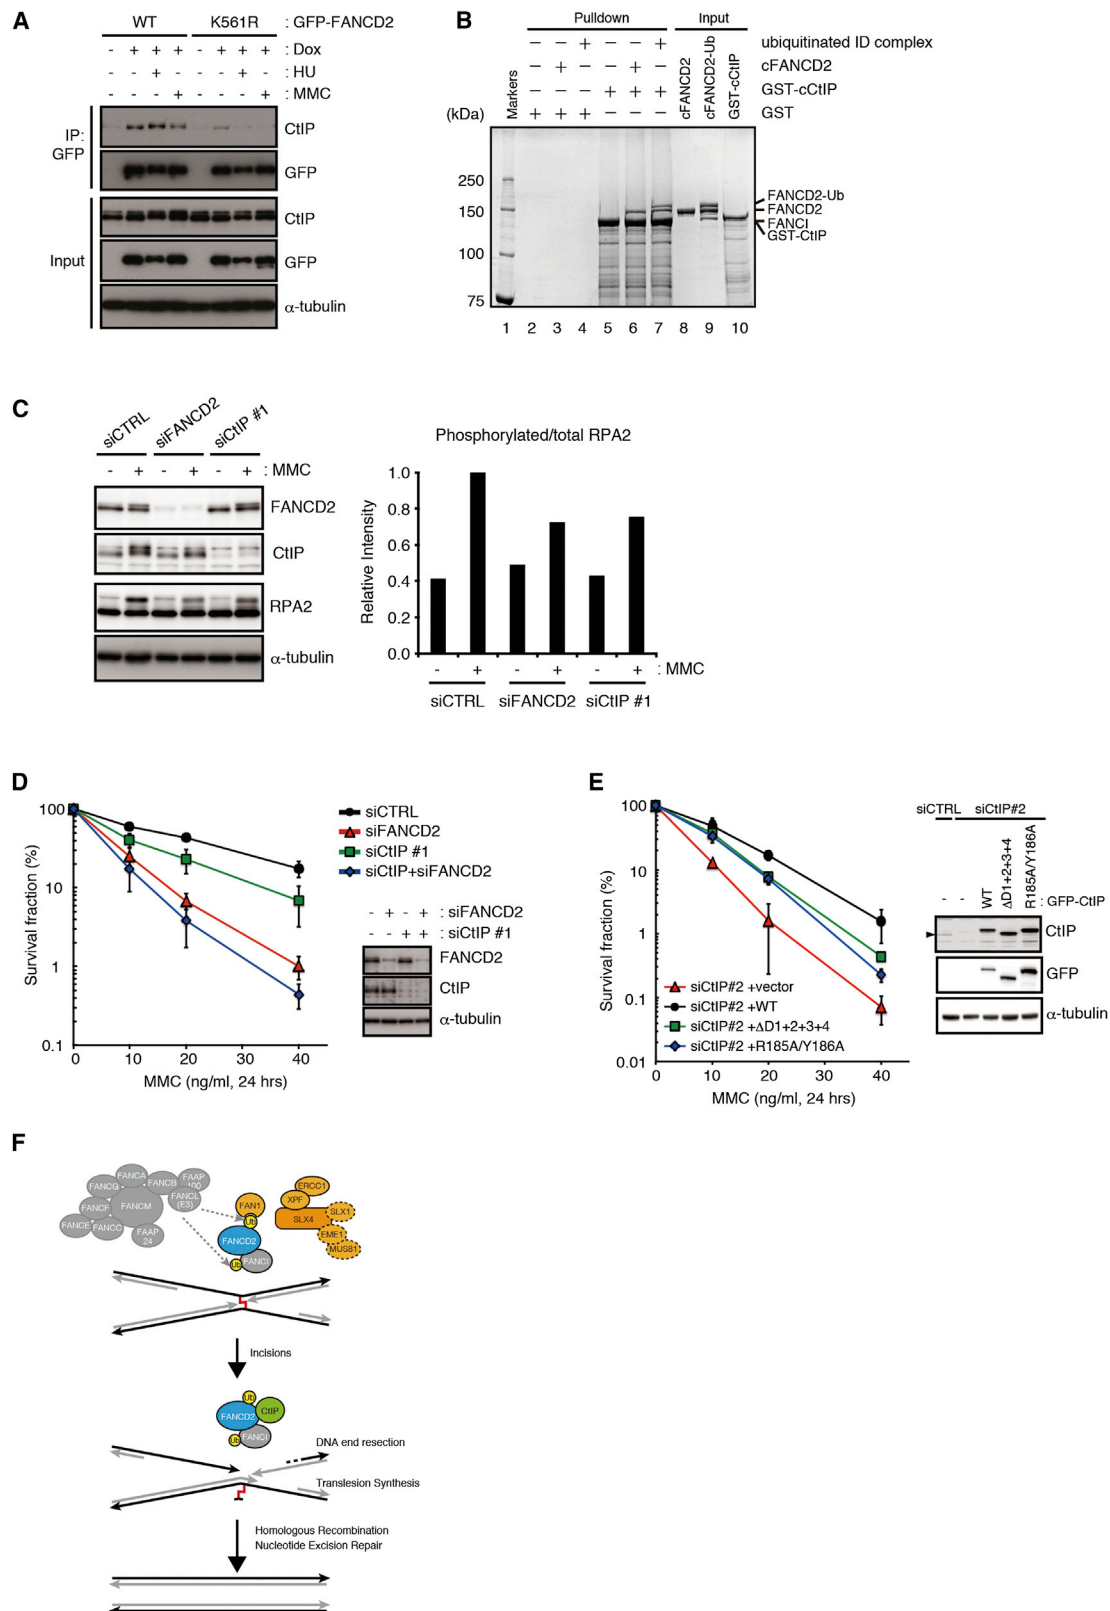 A
WT K561R : GFP-FANCD2
- + + + - + + + : Dox
- - + - - - + - : HU
- - - + - - - + : MMC
IP: GFP
CtIP
GFP
Input
CtIP
GFP
α-tubulin
B
Pulldown Input
– – + – – + ubiquitinated ID complex
– + – – + – cFANCD2
– – – + + + GST-cCtIP
+ + + – – – GST
Markers
cFANCD2
cFANCD2-Ub
GST-cCtIP
(kDa)
250
150
100
75
FANCD2-Ub
FANCD2
FANCI
GST-CtIP
1 2 3 4 5 6 7 8 9 10
C
siCTRL siFANCD2 siCtIP #1
- + - + - + : MMC
FANCD2
CtIP
RPA2
α-tubulin
Phosphorylated/total RPA2
Relative Intensity
1.0
0.8
0.6
0.4
0.2
0.0
- + - + - + : MMC
siCTRL siFANCD2 siCtIP #1
D
Survival fraction (%)
100
10
1
0.1
0 10 20 30 40
MMC (ng/ml, 24 hrs)
siCTRL
siFANCD2
siCtIP #1
siCtIP+siFANCD2
- + - + : siFANCD2
- - + + : siCtIP #1
FANCD2
CtIP
α-tubulin
E
Survival fraction (%)
100
10
1
0.1
0.01
siCtIP#2 +vector
siCtIP#2 +WT
siCtIP#2 +ΔD1+2+3+4
siCtIP#2 +R185A/Y186A
0 10 20 30 40
MMC (ng/ml, 24 hrs)
siCTRL siCtIP#2
- - WT ΔD1+2+3+4 R185A/Y186A : GFP-CtIP
CtIP
GFP
α-tubulin
F
FANCA
FANCG
FANCB
FAAP 100
FANCL (E3)
FANCF
FANCM
FANCE
FANCC
FAAP 24
FAN1
Ub
FANCD2
Ub
FANCI
ERCC1
XPF
SLX4
SLX1
EME1
MUS81
Incisions
Ub
FANCD2
CtIP
Ub
FANCI
DNA end resection
Translesion Synthesis
Homologous Recombination
Nucleotide Excision Repair